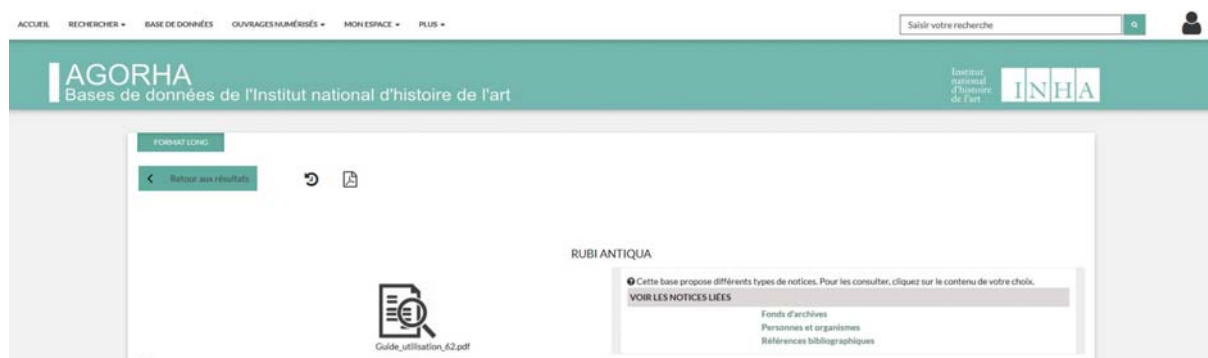 ACCUEIL RECHERCHER BASE DE DONNÉES OUVRAGES NUMÉRISÉS MON ESPACE PLUS Saisir votre recherche
AGORHA
Bases de données de l'Institut national d'histoire de l'art
Institut
national
d'histoire
de l'art
INHA
FORMAT LONG
Retour aux résultats
RUBI ANTIQUA
Cette base propose différents types de notices. Pour les consulter, cliquez sur le contenu de votre choix.
VOIR LES NOTICES LIÉES
Fonds d'archives
Personnes et organismes
Références bibliographiques
Guide_utilisation_62.pdf